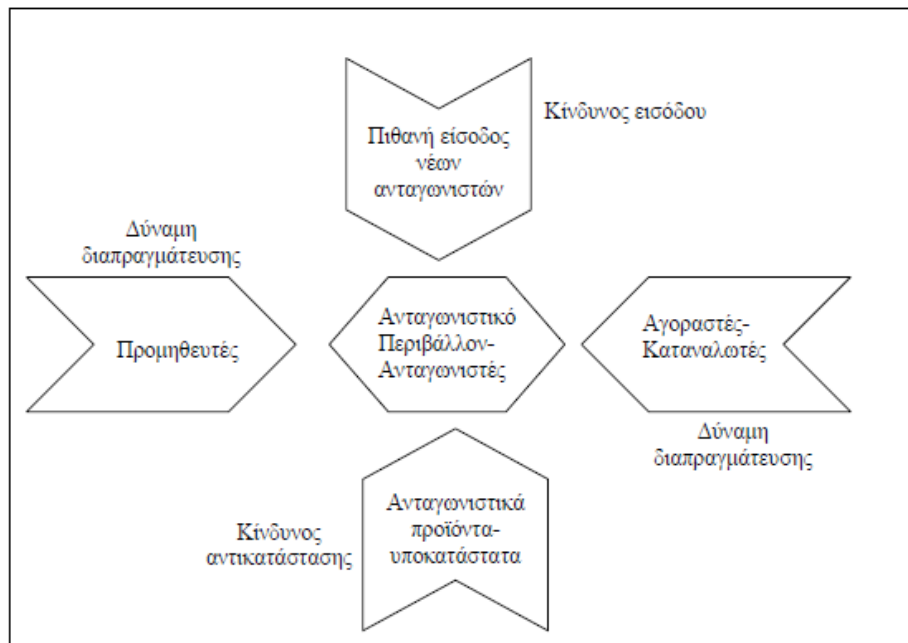 Πιθανή είσοδος
νέων
ανταγωνιστών
Κίνδυνος εισόδου
Δύναμη
διαπραγμάτευσης
Προμηθευτές
Ανταγωνιστικό
Περιβάλλον-
Ανταγωνιστές
Αγοραστές-
Καταναλωτές
Δύναμη
διαπραγμάτευσης
Κίνδυνος
αντικατάστασης
Ανταγωνιστικά
προϊόντα-
υποκατάστατα